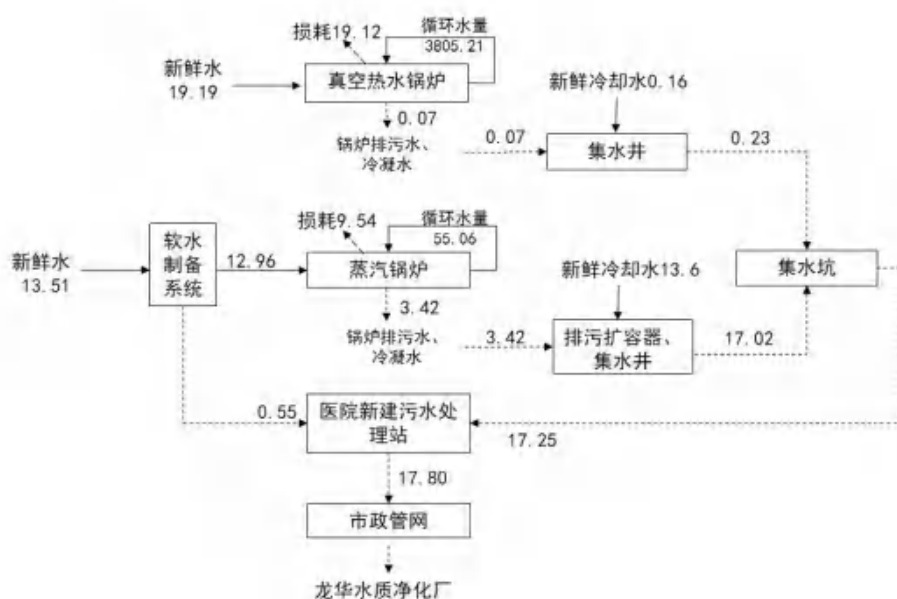 损耗19.12
循环水量
3805.21
新鲜水
19.19
真空热水锅炉
新鲜冷却水0.16
0.07
锅炉排污水、
冷凝水
0.07
集水井
0.23
损耗9.54
循环水量
55.06
软水
制备
系统
新鲜水
13.51
12.96
蒸汽锅炉
新鲜冷却水13.6
集水坑
3.42
锅炉排污水、
冷凝水
3.42
排污扩容器、
集水井
17.02
0.55
医院新建污水处
理站
17.25
17.80
市政管网
龙华水质净化厂